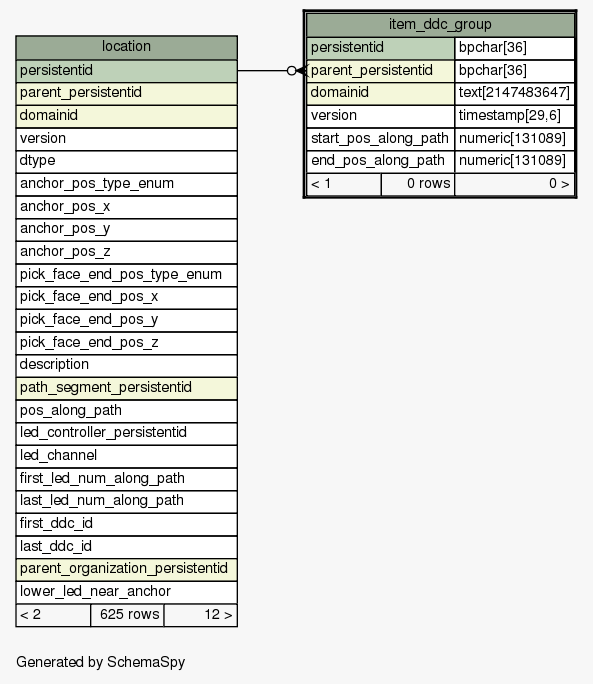 location
persistentid
parent_persistentid
domainid
version
dtype
anchor_pos_type_enum
anchor_pos_x
anchor_pos_y
anchor_pos_z
pick_face_end_pos_type_enum
pick_face_end_pos_x
pick_face_end_pos_y
pick_face_end_pos_z
description
path_segment_persistentid
pos_along_path
led_controller_persistentid
led_channel
first_led_num_along_path
last_led_num_along_path
first_ddc_id
last_ddc_id
parent_organization_persistentid
lower_led_near_anchor
< 2 625 rows 12 >
item_ddc_group
persistentid bpchar[36]
parent_persistentid bpchar[36]
domainid text[2147483647]
version timestamp[29,6]
start_pos_along_path numeric[131089]
end_pos_along_path numeric[131089]
< 1 0 rows 0 >
Generated by SchemaSpy